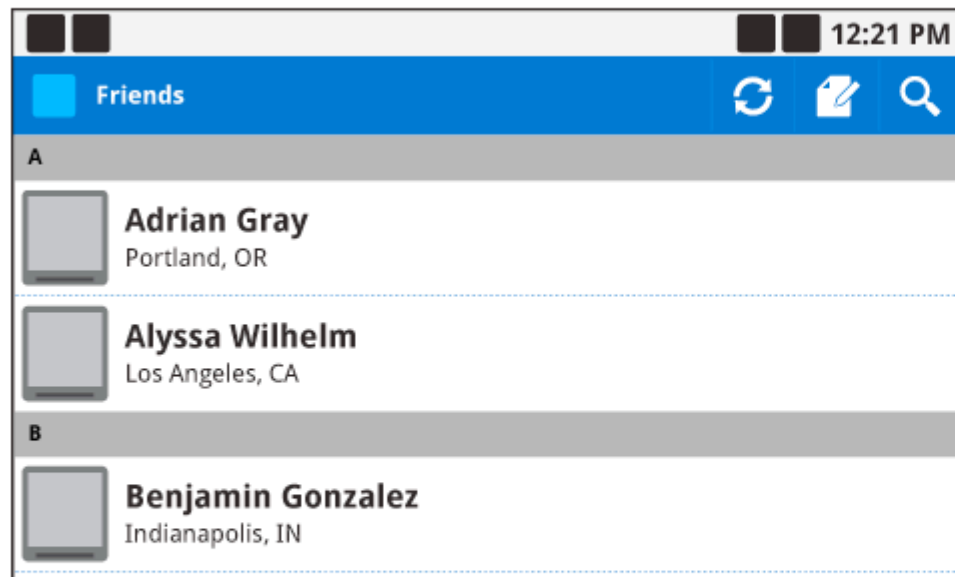 12:21 PM
Friends
A
Adrian Gray
Portland, OR
Alyssa Wilhelm
Los Angeles, CA
B
Benjamin Gonzalez
Indianapolis, IN